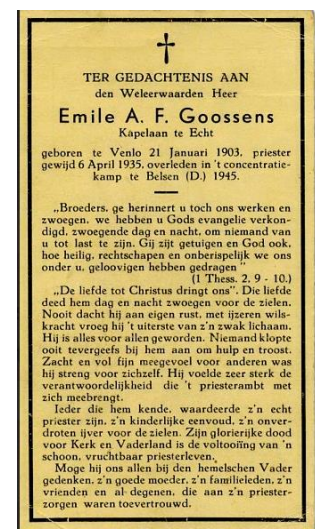 TER GEDACHTENIS AAN
den Weleerwaarden Heer
Emile A. F. Goossens
Kapelaan te Echt
geboren te Venlo 21 Januari 1903, priester
gewijd 6 April 1935, overleden in 't concentratie-
kamp te Belsen (D.) 1945.
„Broeders, ge herinnert u toch ons werken en
zwoegen, we hebben u Gods evangelie verkon-
digd, zwoegende dag en nacht, om niemand van
u tot last te zijn. Gij zijt getuigen en God ook,
hoe heilig, rechtschapen en onberispelijk we ons
onder u, geloovigen hebben gedragen”
(1 Thess. 2, 9 - 10.)
„De liefde tot Christus dringt ons”. Die liefde
deed hem dag en nacht zwoegen voor de zielen.
Nooit dacht hij aan eigen rust, met ijzeren wils-
kracht vroeg hij 't uiterste van z'n zwak lichaam.
Hij is alles voor allen geworden. Niemand klopte
ooit tevergeefs bij hem aan om hulp en troost.
Zacht en vol fijn meegevoel voor anderen was
hij streng voor zichzelf. Hij voelde zeer sterk de
verantwoordelijkheid die 't priesterambt met
zich meebrengt.
Ieder die hem kende, waardeerde z'n echt
priester zijn, z'n kinderlijke eenvoud, z'n onver-
droten ijver voor de zielen. Zijn glorierijke dood
voor Kerk en Vaderland is de voltooiïng van 'n
schoon, vruchtbaar priesterleven.
Moge hij ons allen bij den hemelschen Vader
gedenken, z'n goede moeder, z'n familieleden, z'n
vrienden en al degenen, die aan z'n priester-
zorgen waren toevertrouwd.